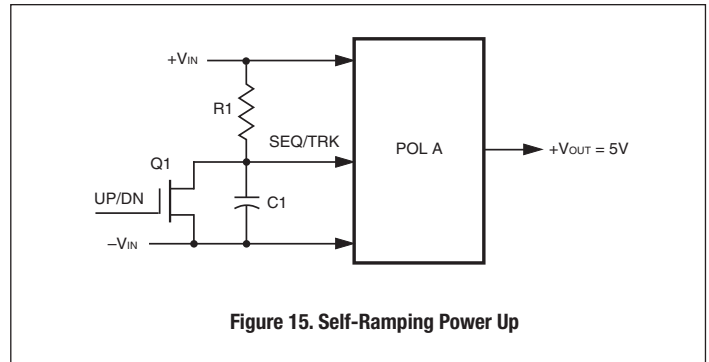 +VIN
R1
SEQ/TRK
POL A
+VOUT = 5V
Q1
UP/DN
C1
–VIN
Figure 15. Self-Ramping Power Up